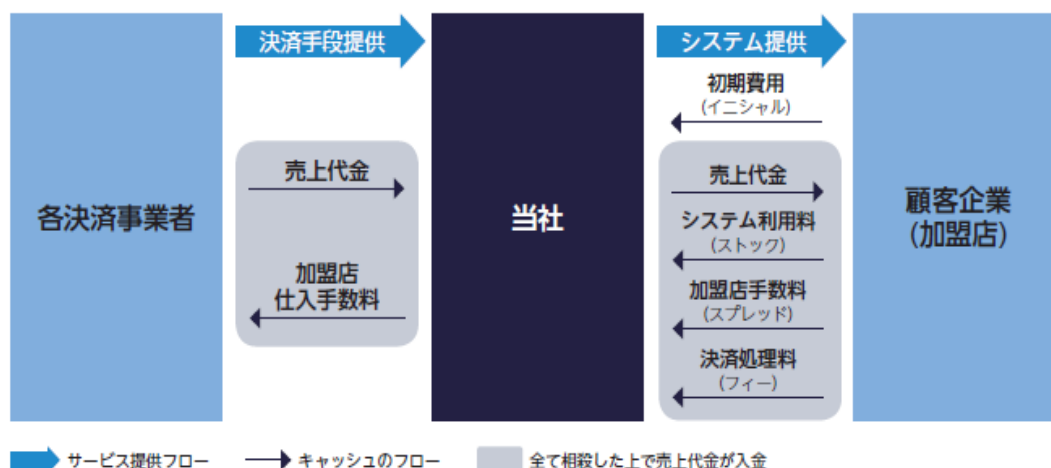 決済手段提供
システム提供
初期費用
(イニシャル)
各決済事業者
売上代金
加盟店
仕入手数料
当社
売上代金
システム利用料
(ストック)
加盟店手数料
(スプレッド)
決済処理料
(フィー)
顧客企業
(加盟店)
サービス提供フロー
キャッシュのフロー
全て相殺した上で売上代金が入金